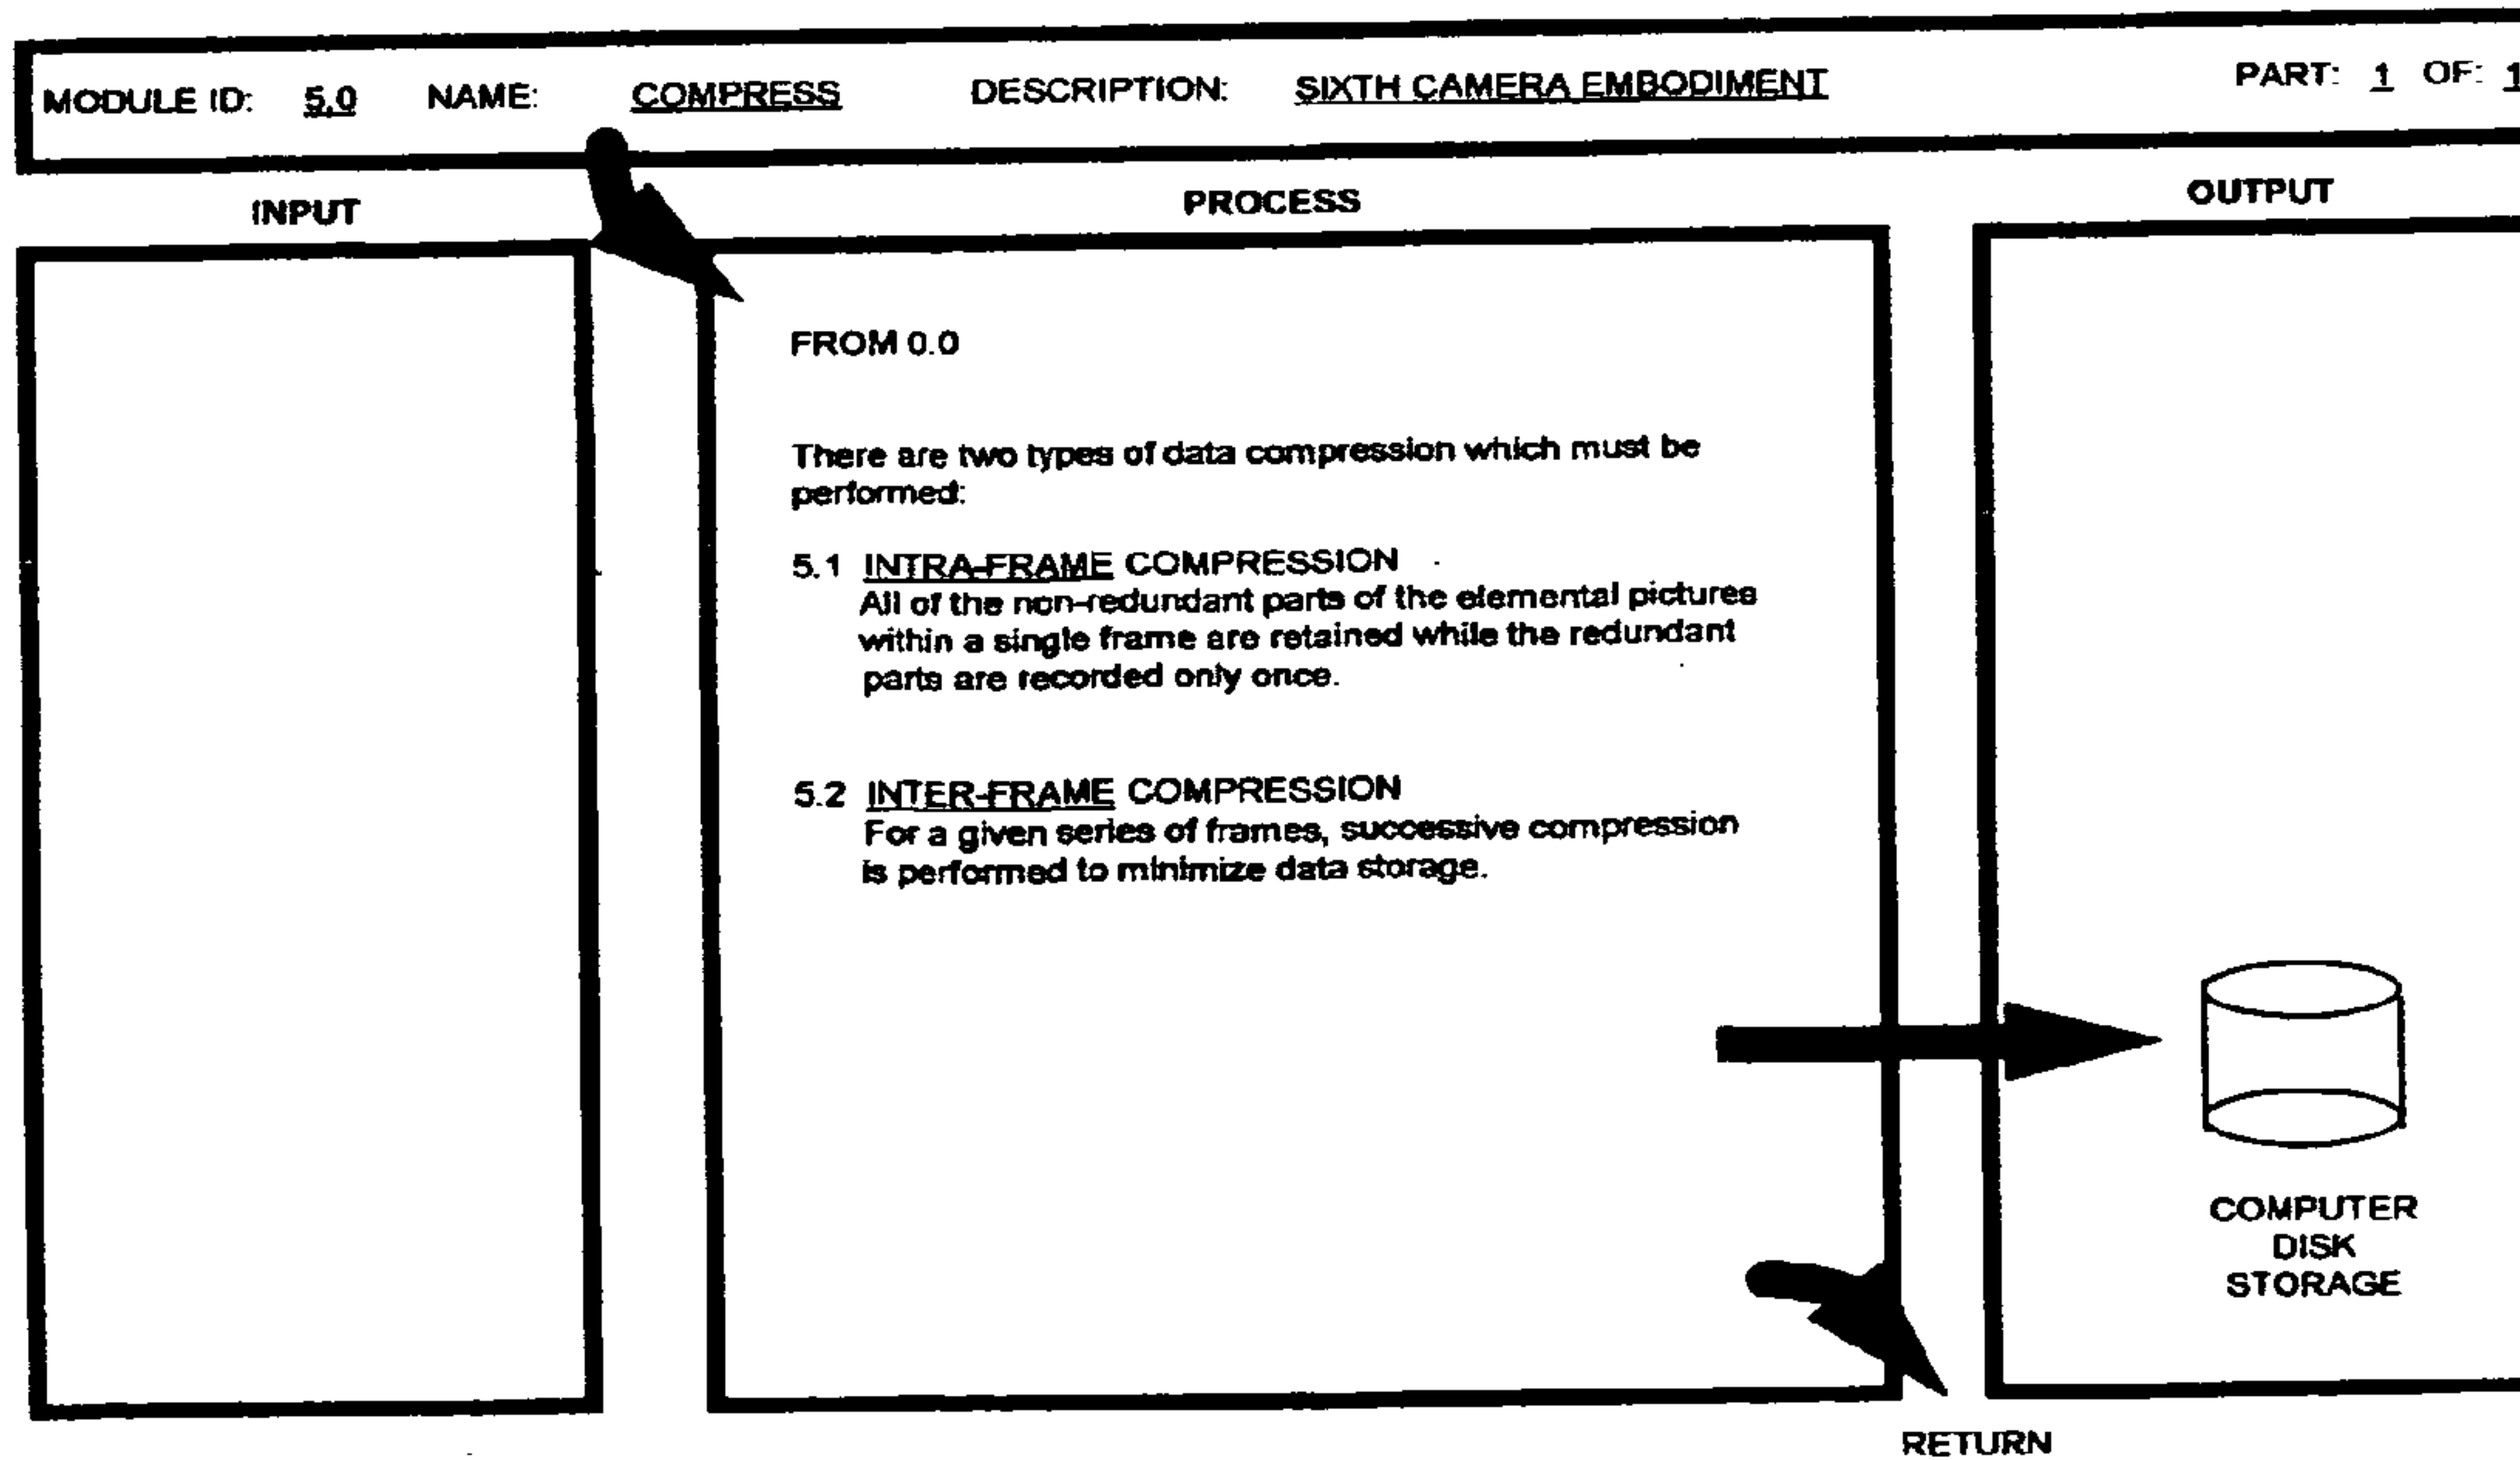 MODULE ID: 5.0 NAME: COMPRESS DESCRIPTION: SIXTH CAMERA EMBODIMENT PART: 1 OF: 1
INPUT
PROCESS
OUTPUT
FROM 0.0
There are two types of data compression which must be
performed:
5.1 INTRA-FRAME COMPRESSION
All of the non-redundant parts of the elemental pictures
within a single frame are retained while the redundant
parts are recorded only once.
5.2 INTER-FRAME COMPRESSION
For a given series of frames, successive compression
is performed to minimize data storage.
COMPUTER
DISK
STORAGE
RETURN